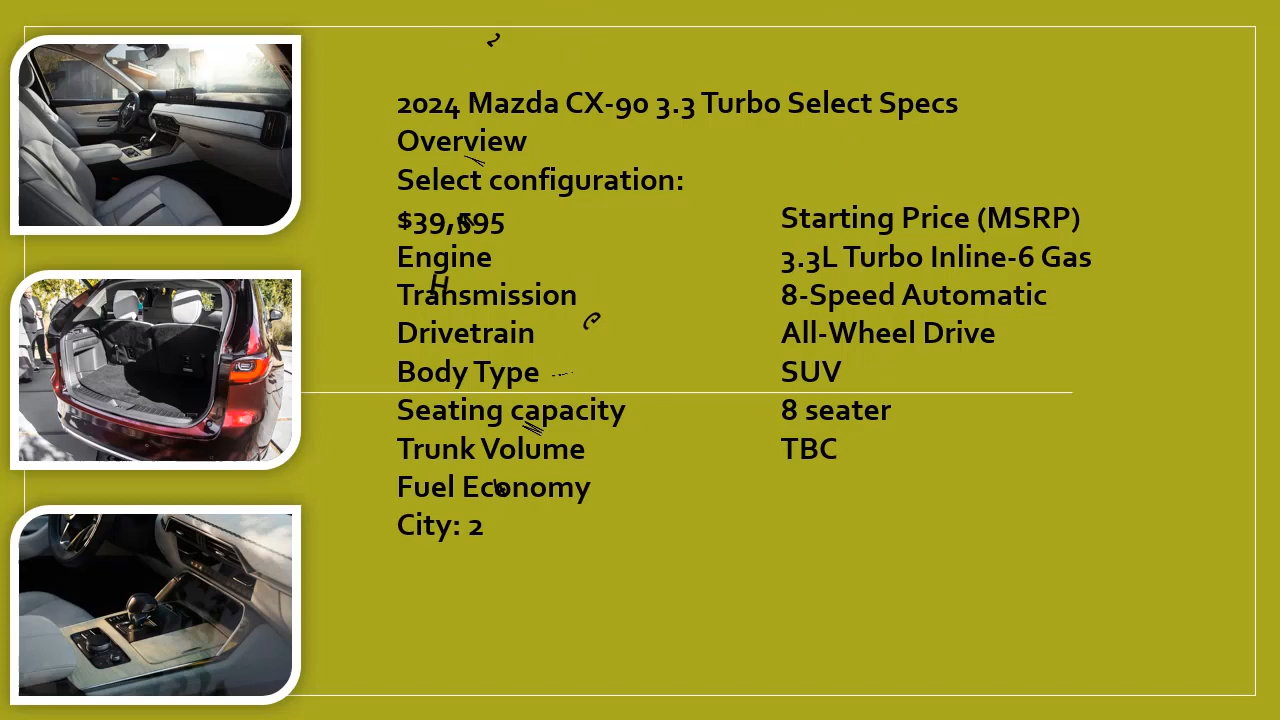 2024 Mazda CX-90 3.3 Turbo Select Specs
Overview
Select configuration:
$39,595 Starting Price (MSRP)
Engine 3.3L Turbo Inline-6 Gas
Transmission 8-Speed Automatic
Drivetrain All-Wheel Drive
Body Type SUV
Seating capacity 8 seater
Trunk Volume TBC
Fuel Economy
City: 2